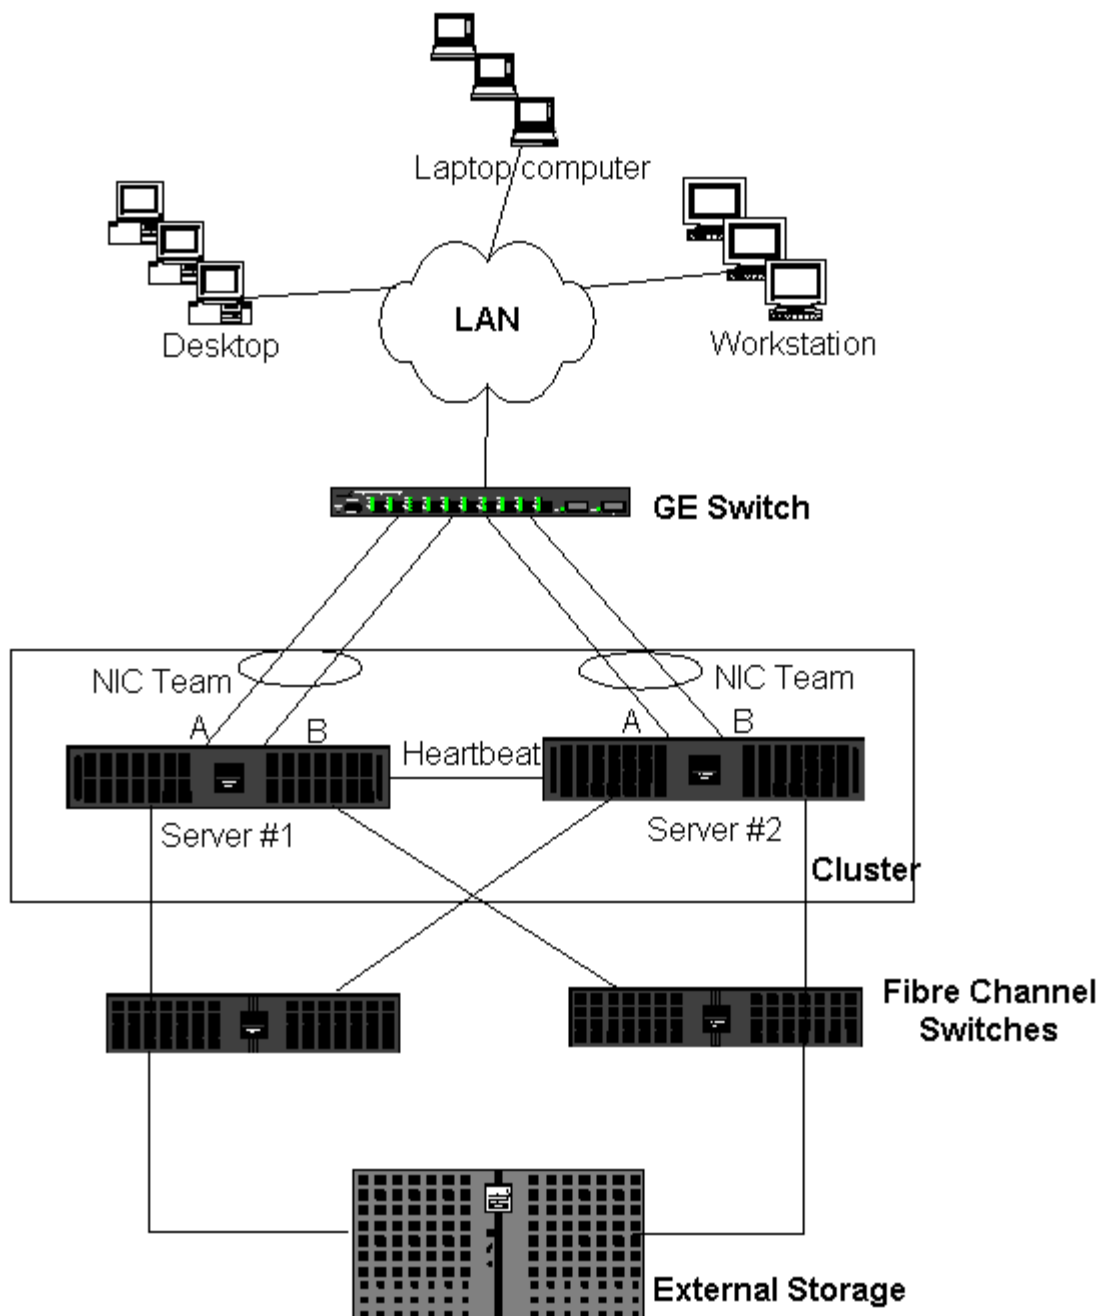 Laptop computer
LAN
Desktop
Workstation
GE Switch
NIC Team
NIC Team
A
B
A
B
Heartbeat
Server #1
Server #2
Cluster
Fibre Channel
Switches
External Storage